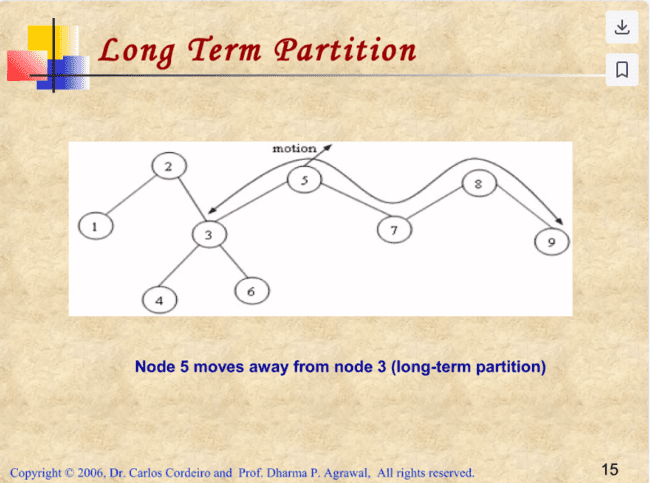 Long Term Partition
motion
2
5
8
1
3
7
9
4
6
Node 5 moves away from node 3 (long-term partition)
Copyright © 2006, Dr. Carlos Cordeiro and Prof. Dharma P. Agrawal, All rights reserved.
15